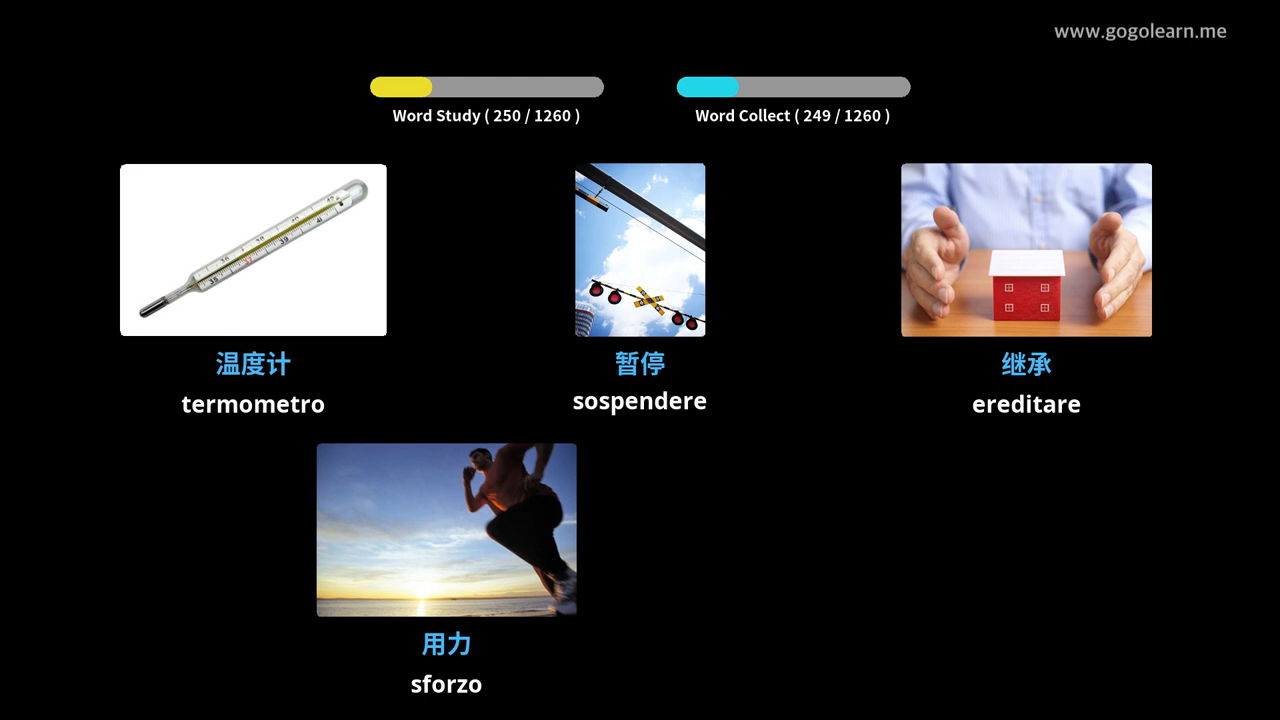 www.gogolearn.me
Word Study ( 250 / 1260 )
Word Collect ( 249 / 1260 )
温度计
termometro
暂停
sospendere
继承
ereditare
用力
sforzo